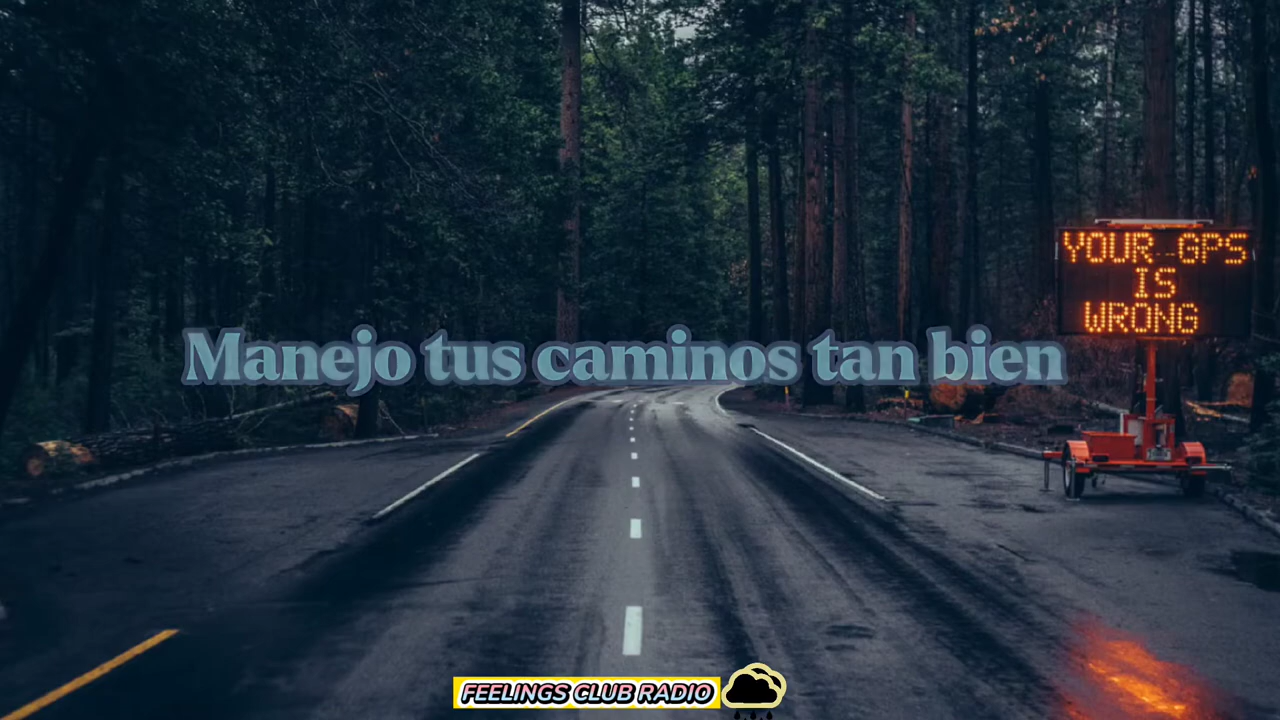 YOUR GPS
IS
WRONG
Manejo tus caminos tan bien
FEELINGS CLUB RADIO